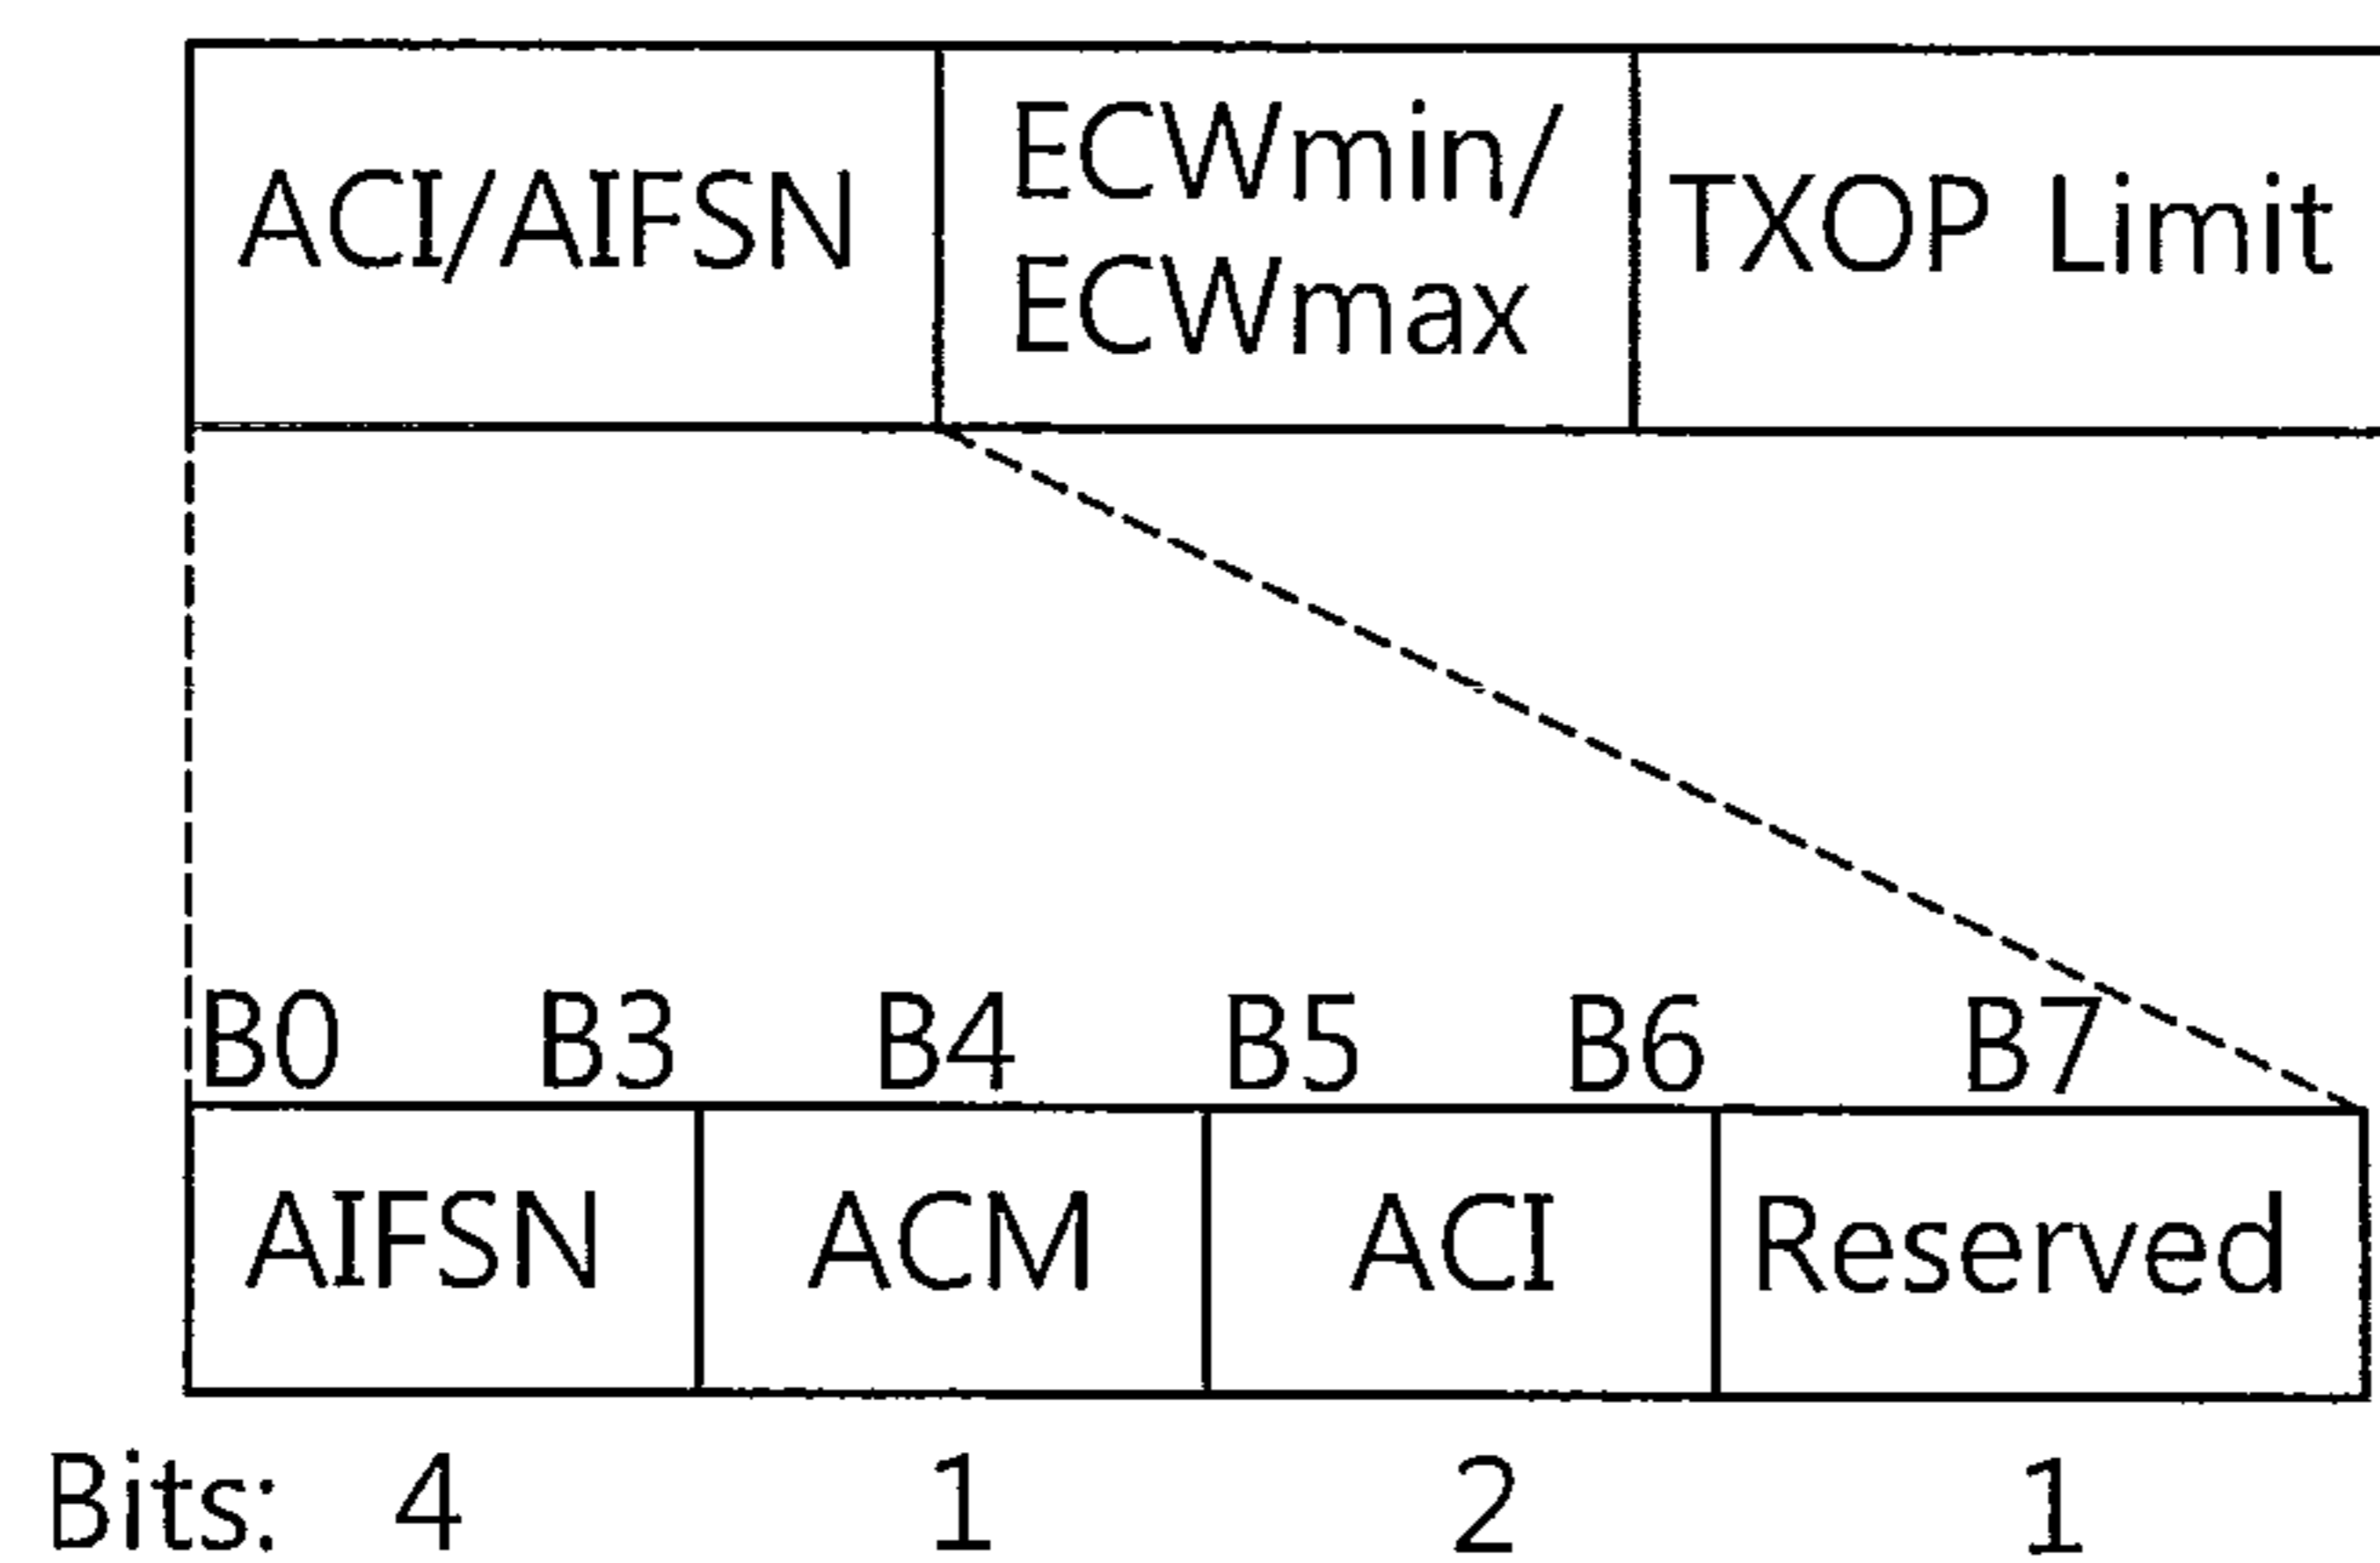 ACI/AIFSN
ECWmin/
ECWmax
TXOP Limit
B0 B3 B4 B5 B6 B7
AIFSN ACM ACI Reserved
Bits: 4 1 2 1